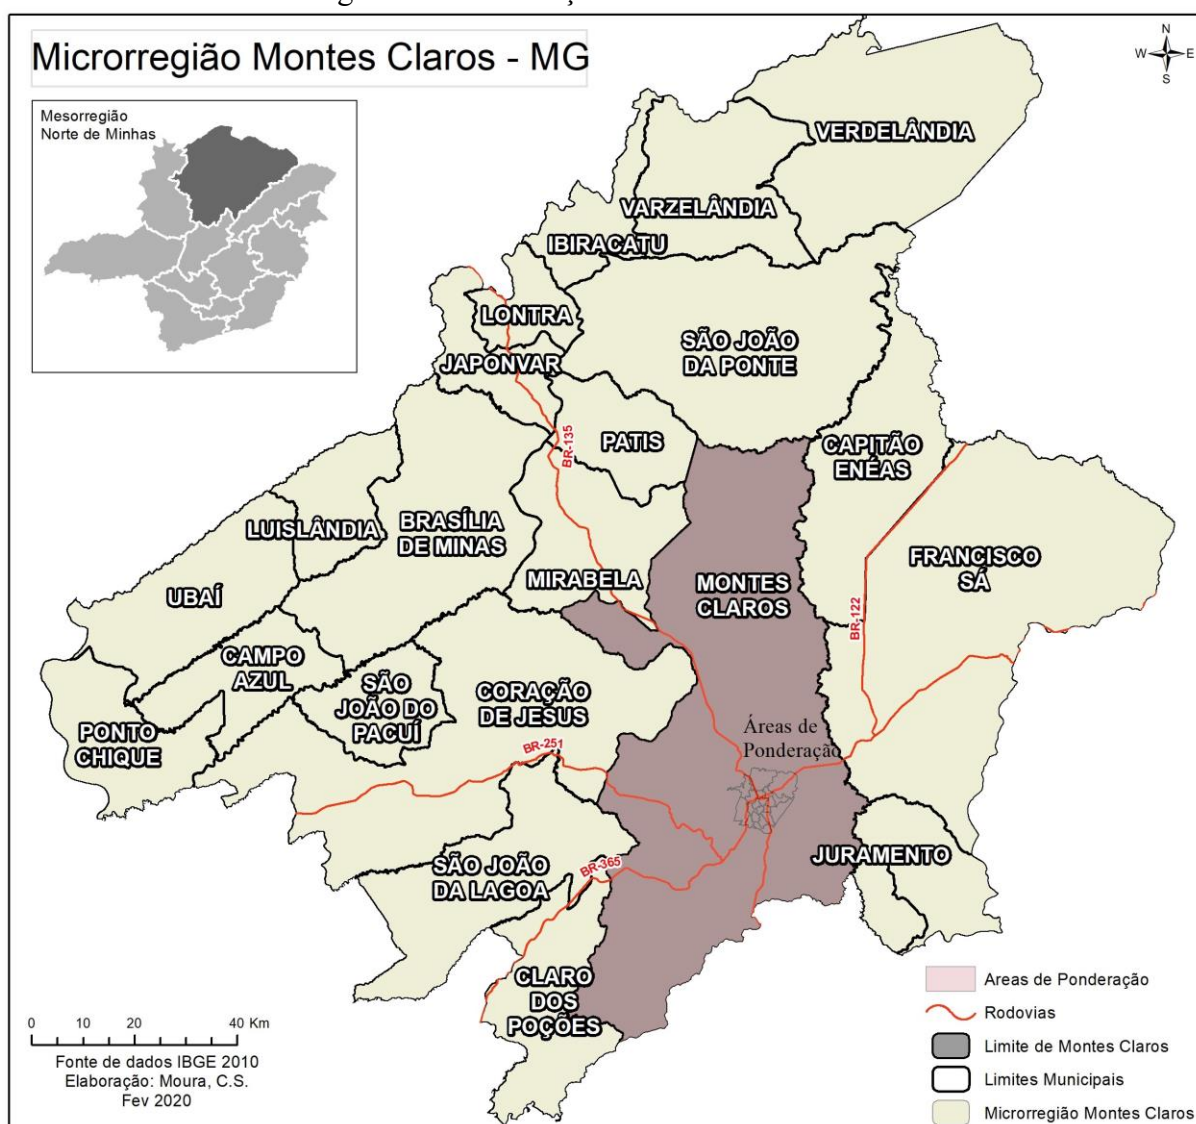 Microrregião Montes Claros - MG
N
W
E
S
Mesorregião
Norte de Minas
VERDELÂNDIA
VARZELÂNDIA
IBIRACATU
LONTRA
SÃO JOÃO
DA PONTE
JAPONVAR
BR-135
PATIS
CAPITÃO
ENÉAS
LUISLÂNDIA
BRASÍLIA
DE MINAS
FRANCISCO
SÁ
UBAÍ
MIRABELA
MONTES
CLAROS
BR-122
CAMPO
AZUL
SÃO
JOÃO DO
PACUÍ
CORAÇÃO
DE JESUS
PONTO
CHIQUE
Áreas de
Ponderação
BR-251
SÃO JOÃO
DA LAGOA
BR-365
JURAMENTO
CLARO
DOS
POÇÕES
Areas de Ponderação
Rodovias
Limite de Montes Claros
Limites Municipais
Microrregião Montes Claros
0 10 20 40 Km
Fonte de dados IBGE 2010
Elaboração: Moura, C.S.
Fev 2020